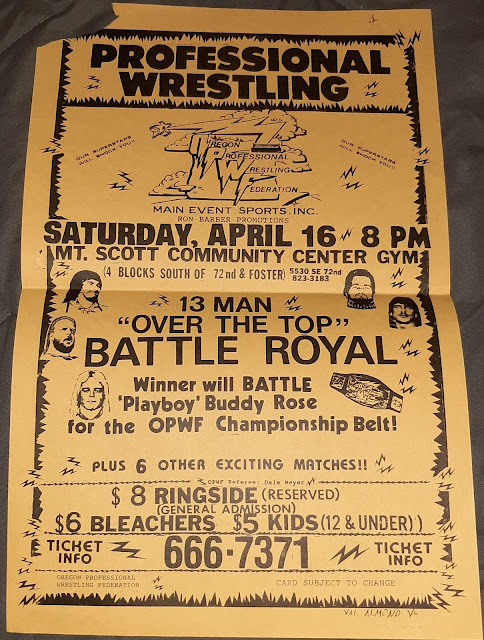 PROFESSIONAL
WRESTLING
OUR SUPERSTARS
WILL SHOCK YOU!!
OUR SUPERSTARS
WILL SHOCK YOU!!
OREGON
PROFESSIONAL
WRESTLING
FEDERATION
MAIN EVENT SPORTS, INC.
RON BARBER PROMOTIONS
SATURDAY, APRIL 16 8 PM
MT. SCOTT COMMUNITY CENTER GYM
(4 BLOCKS SOUTH OF 72nd & FOSTER) 5530 SE 72nd
823-3183
13 MAN
"OVER THE TOP"
BATTLE ROYAL
Winner will BATTLE
'Playboy' Buddy Rose
for the OPWF Championship Belt!
PLUS 6 OTHER EXCITING MATCHES!!
OPWF Referee: Dale Weyar
$8 RINGSIDE (RESERVED)
(GENERAL ADMISSION)
$6 BLEACHERS $5 KIDS (12 & UNDER)
TICKET INFO 666-7371 TICKET INFO
OREGON PROFESSIONAL
WRESTLING FEDERATION
CARD SUBJECT TO CHANGE